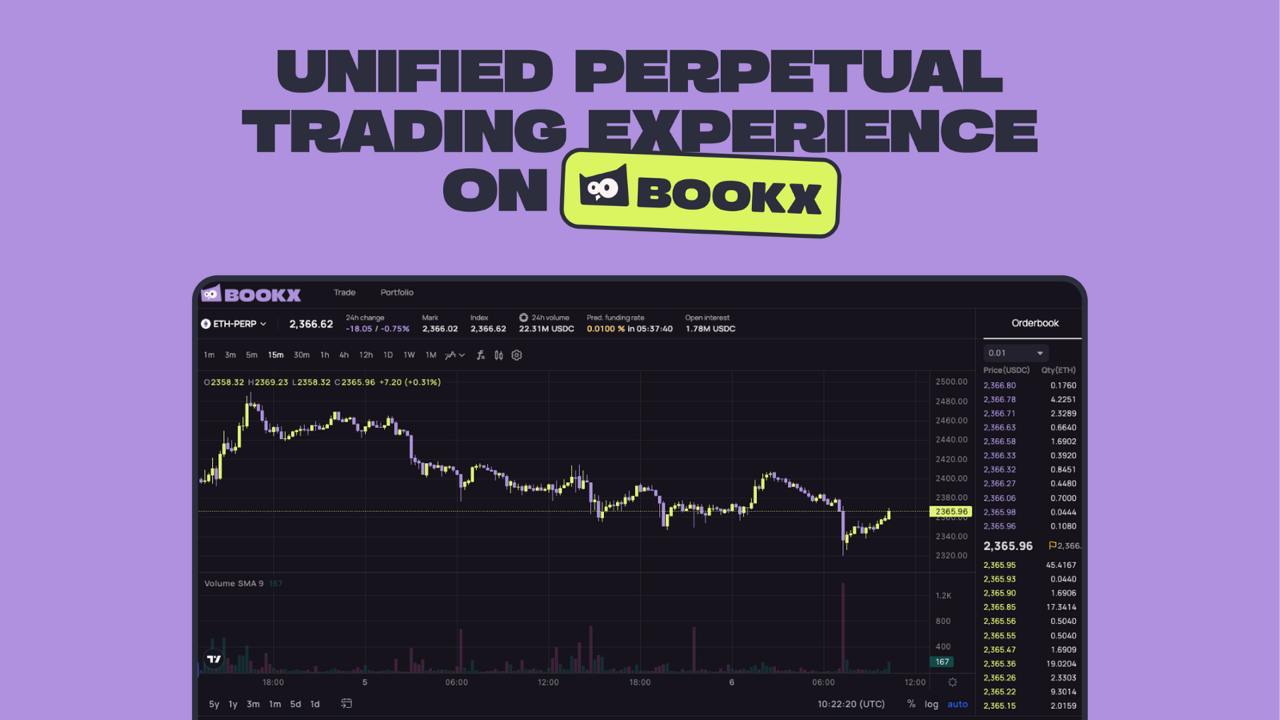 UNIFIED PERPETUAL
TRADING EXPERIENCE
ON BOOKX
BOOKX Trade Portfolio
ETH-PERP 2,366.62
24h change Mark Index 24h volume Pred. funding rate Open interest
-18.05 / -0.75% 2,366.02 2,366.62 22.31M USDC 0.0100 % in 05:37:40 1.78M USDC
1m 3m 5m 15m 30m 1h 4h 12h 1D 1W 1M
O2358.32 H2369.23 L2358.32 C2365.96 +7.20 (+0.31%)
2500.00
2480.00
2460.00
2440.00
2420.00
2400.00
2380.00
2365.96
2360.00
2340.00
2320.00
Volume SMA 9 167
1.2K
800
400
167
18:00 5 06:00 12:00 18:00 6 06:00 12:00
5y 1y 3m 1m 5d 1d 10:22:20 (UTC) % log auto
Orderbook
0.01
Price(USDC) Qty(ETH)
2,366.80 0.1760
2,366.78 4.2251
2,366.71 2.3289
2,366.63 0.6640
2,366.58 1.6902
2,366.33 0.3920
2,366.32 0.8451
2,366.27 0.4480
2,366.06 0.7000
2,365.98 0.0444
2,365.96 0.1080
2,365.96 2,366.
2,365.95 45.4167
2,365.93 0.0440
2,365.90 1.6906
2,365.85 17.3414
2,365.56 0.5040
2,365.55 0.5040
2,365.47 1.6909
2,365.36 19.0204
2,365.26 2.3303
2,365.22 9.3014
2,365.15 2.0159